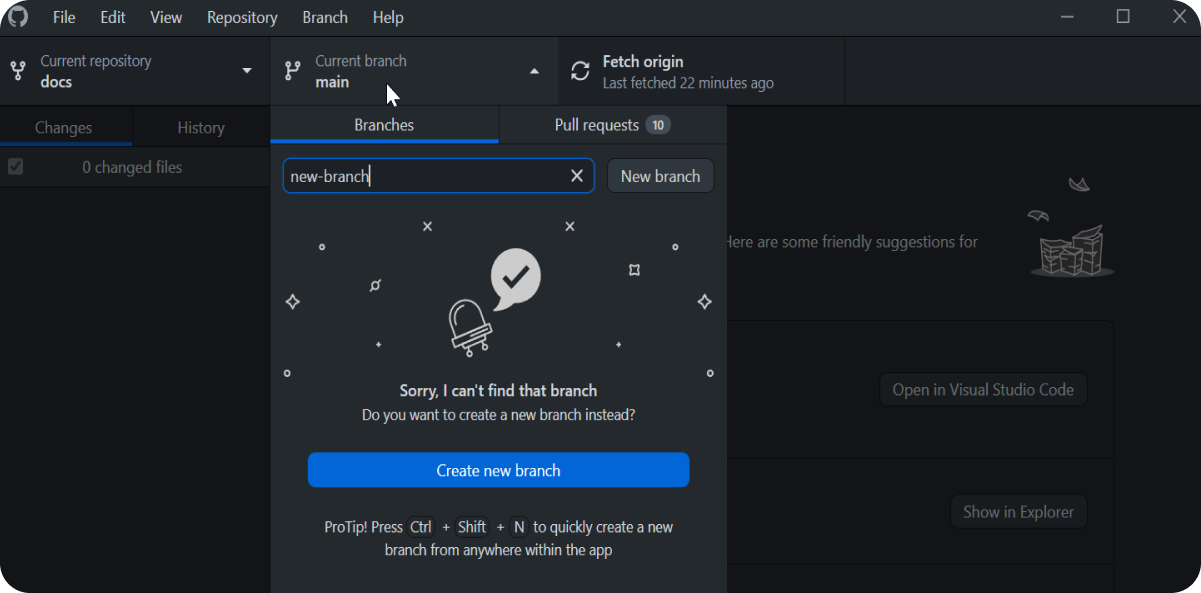 File Edit View Repository Branch Help
Current repository
docs
Current branch
main
Fetch origin
Last fetched 22 minutes ago
Changes History
0 changed files
Branches Pull requests 10
new-branch
New branch
Here are some friendly suggestions for
Sorry, I can't find that branch
Do you want to create a new branch instead?
Open in Visual Studio Code
Create new branch
Show in Explorer
ProTip! Press Ctrl + Shift + N to quickly create a new
branch from anywhere within the app